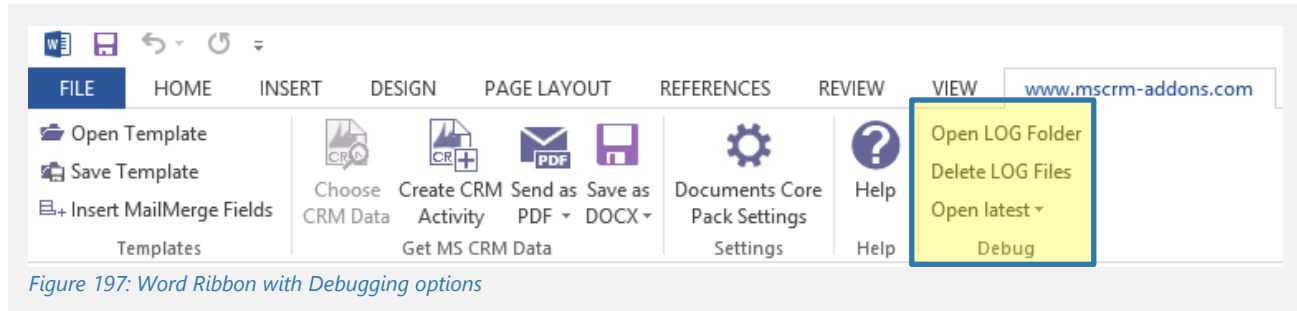 FILE HOME INSERT DESIGN PAGE LAYOUT REFERENCES REVIEW VIEW www.mscrm-addons.com
Open Template
Save Template
Insert MailMerge Fields
Templates
Choose
CRM Data
Create CRM
Activity
PDF
Send as
PDF
Save as
DOCX
Get MS CRM Data
Documents Core
Pack Settings
Settings
Help
Help
Open LOG Folder
Delete LOG Files
Open latest
Debug
Figure 197: Word Ribbon with Debugging options